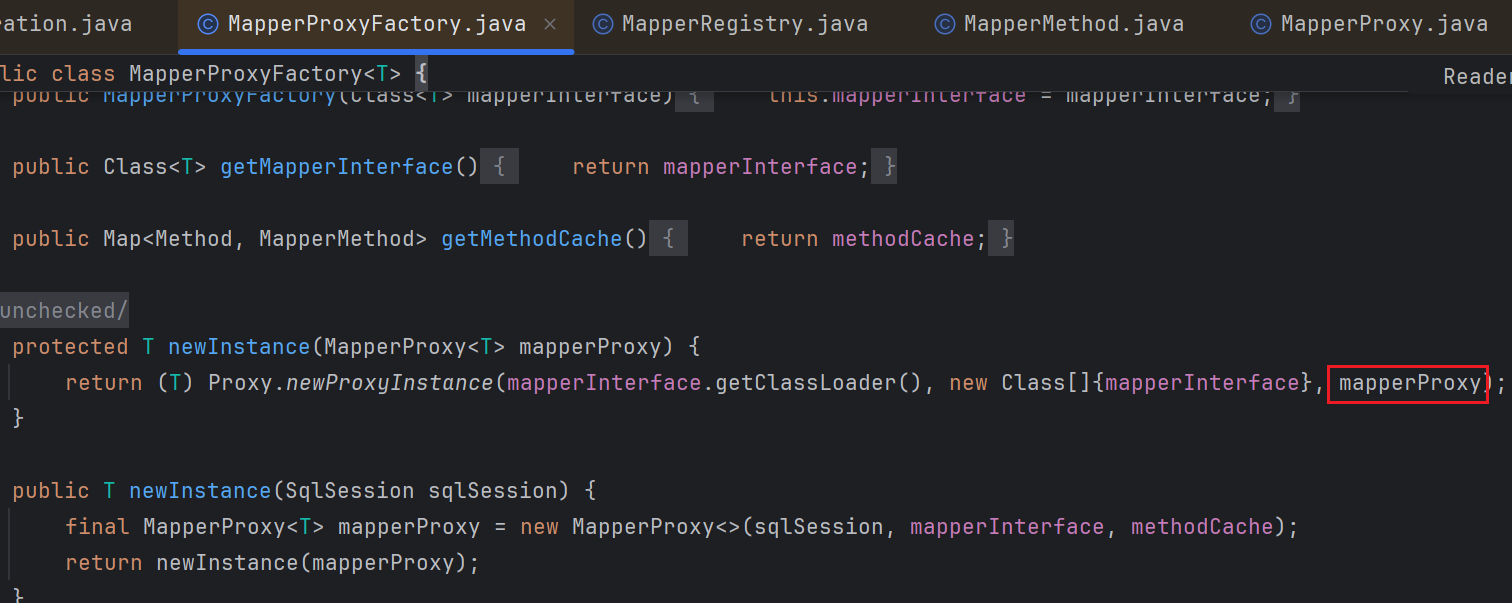 ration.java MapperProxyFactory.java × MapperRegistry.java MapperMethod.java MapperProxy.java
lic class MapperProxyFactory<T> {
Reader
public MapperProxyFactory(Class<T> mapperInterface) { this.mapperInterface = mapperInterface; }
public Class<T> getMapperInterface() { return mapperInterface; }
public Map<Method, MapperMethod> getMethodCache() { return methodCache; }
unchecked/
protected T newInstance(MapperProxy<T> mapperProxy) {
return (T) Proxy.newProxyInstance(mapperInterface.getClassLoader(), new Class[]{mapperInterface}, mapperProxy);
}
public T newInstance(SqlSession sqlSession) {
final MapperProxy<T> mapperProxy = new MapperProxy<>(sqlSession, mapperInterface, methodCache);
return newInstance(mapperProxy);
}